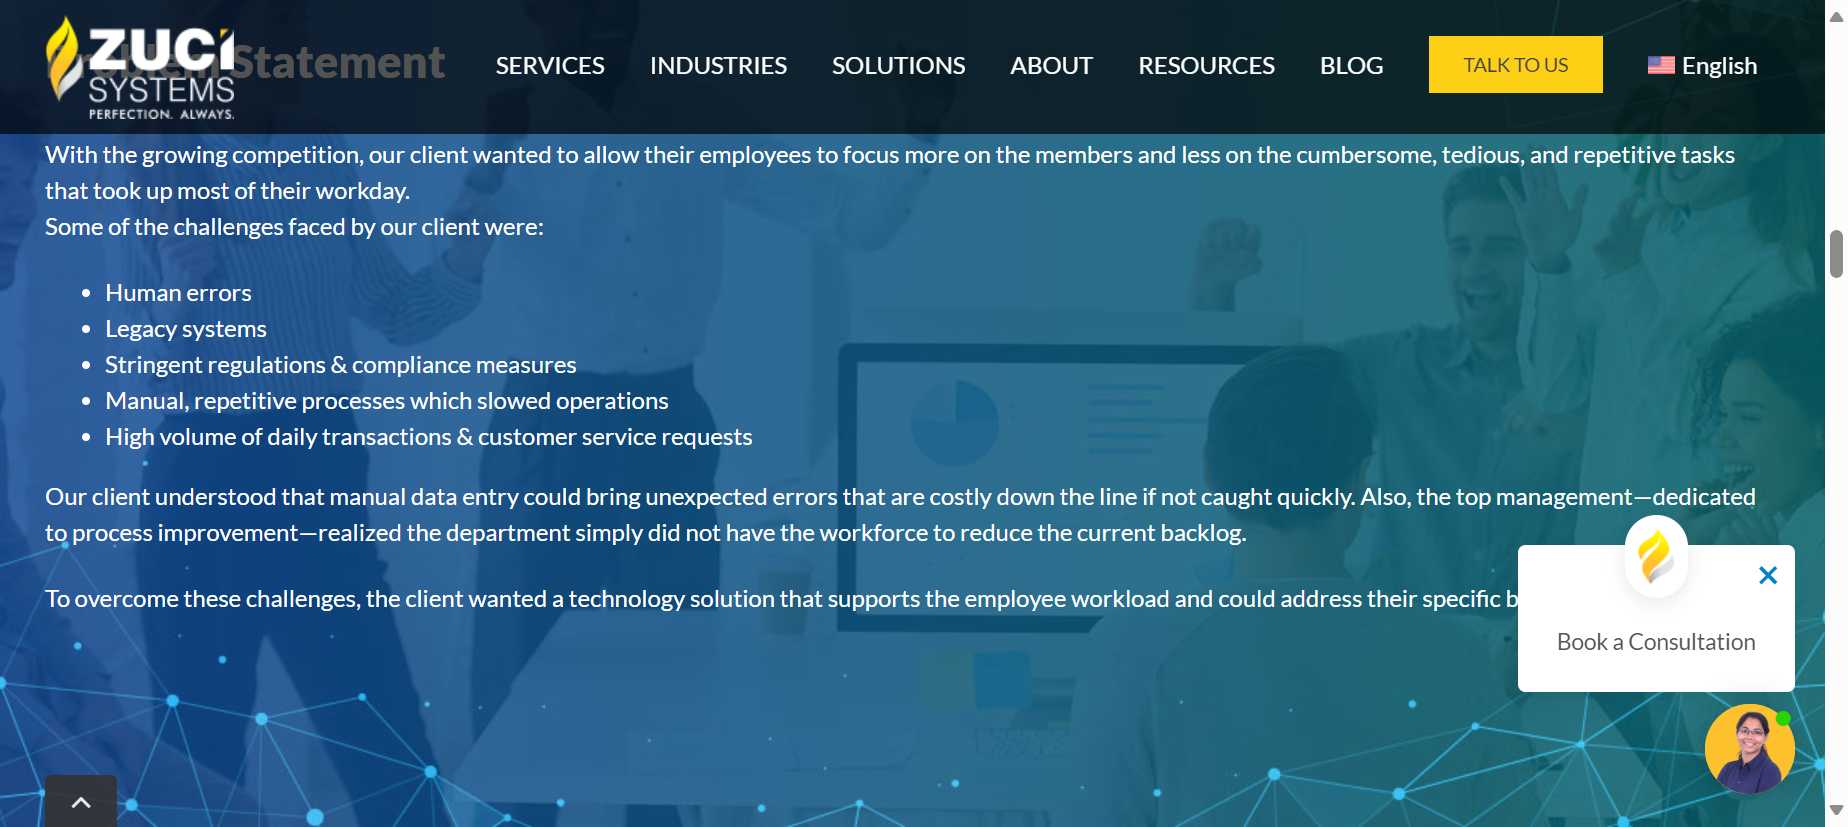 ZUCI
SYSTEMS
PERFECTION. ALWAYS.
Problem Statement
SERVICES
INDUSTRIES
SOLUTIONS
ABOUT
RESOURCES
BLOG
TALK TO US
English
With the growing competition, our client wanted to allow their employees to focus more on the members and less on the cumbersome, tedious, and repetitive tasks
that took up most of their workday.
Some of the challenges faced by our client were:
• Human errors
• Legacy systems
• Stringent regulations & compliance measures
• Manual, repetitive processes which slowed operations
• High volume of daily transactions & customer service requests
Our client understood that manual data entry could bring unexpected errors that are costly down the line if not caught quickly. Also, the top management—dedicated
to process improvement—realized the department simply did not have the workforce to reduce the current backlog.
To overcome these challenges, the client wanted a technology solution that supports the employee workload and could address their specific
Book a Consultation